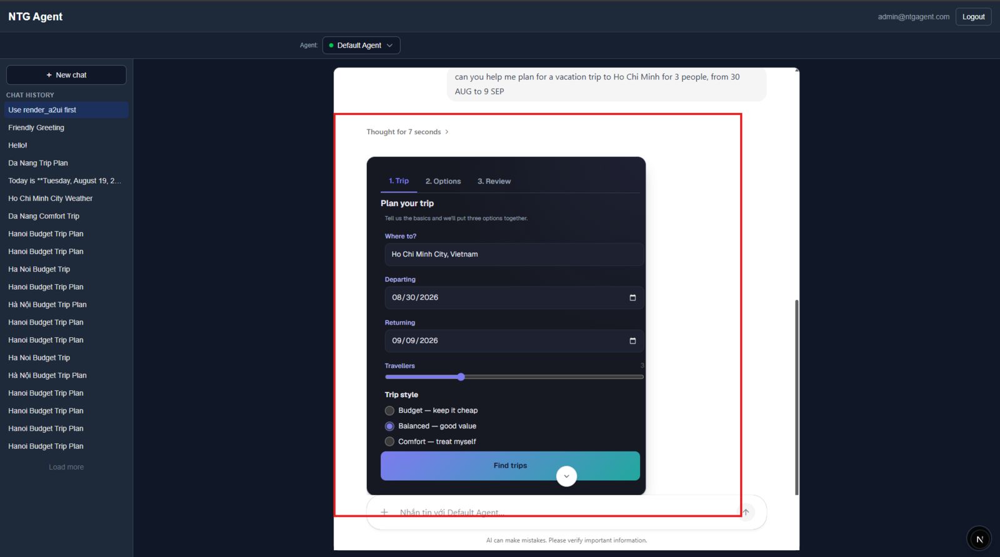 NTG Agent
admin@ntgagent.com
Logout
Agent:
Default Agent
+ New chat
CHAT HISTORY
Use render_a2ui first
Friendly Greeting
Hello!
Da Nang Trip Plan
Today is **Tuesday, August 19, 2...
Ho Chi Minh City Weather
Da Nang Comfort Trip
Hanoi Budget Trip Plan
Hanoi Budget Trip Plan
Ha Noi Budget Trip
Hanoi Budget Trip Plan
Hà Nội Budget Trip Plan
Hanoi Budget Trip Plan
Hanoi Budget Trip Plan
Ha Noi Budget Trip
Hà Nội Budget Trip Plan
Hanoi Budget Trip Plan
Hanoi Budget Trip Plan
Hanoi Budget Trip Plan
Hanoi Budget Trip Plan
Load more
can you help me plan for a vacation trip to Ho Chi Minh for 3 people, from 30
AUG to 9 SEP
Thought for 7 seconds
1. Trip
2. Options
3. Review
Plan your trip
Tell us the basics and we'll put three options together.
Where to?
Ho Chi Minh City, Vietnam
Departing
08/30/2026
Returning
09/09/2026
Travellers
3
Trip style
Budget — keep it cheap
Balanced — good value
Comfort — treat myself
Find trips
Nhắn tin với Default Agent...
AI can make mistakes. Please verify important information.
N